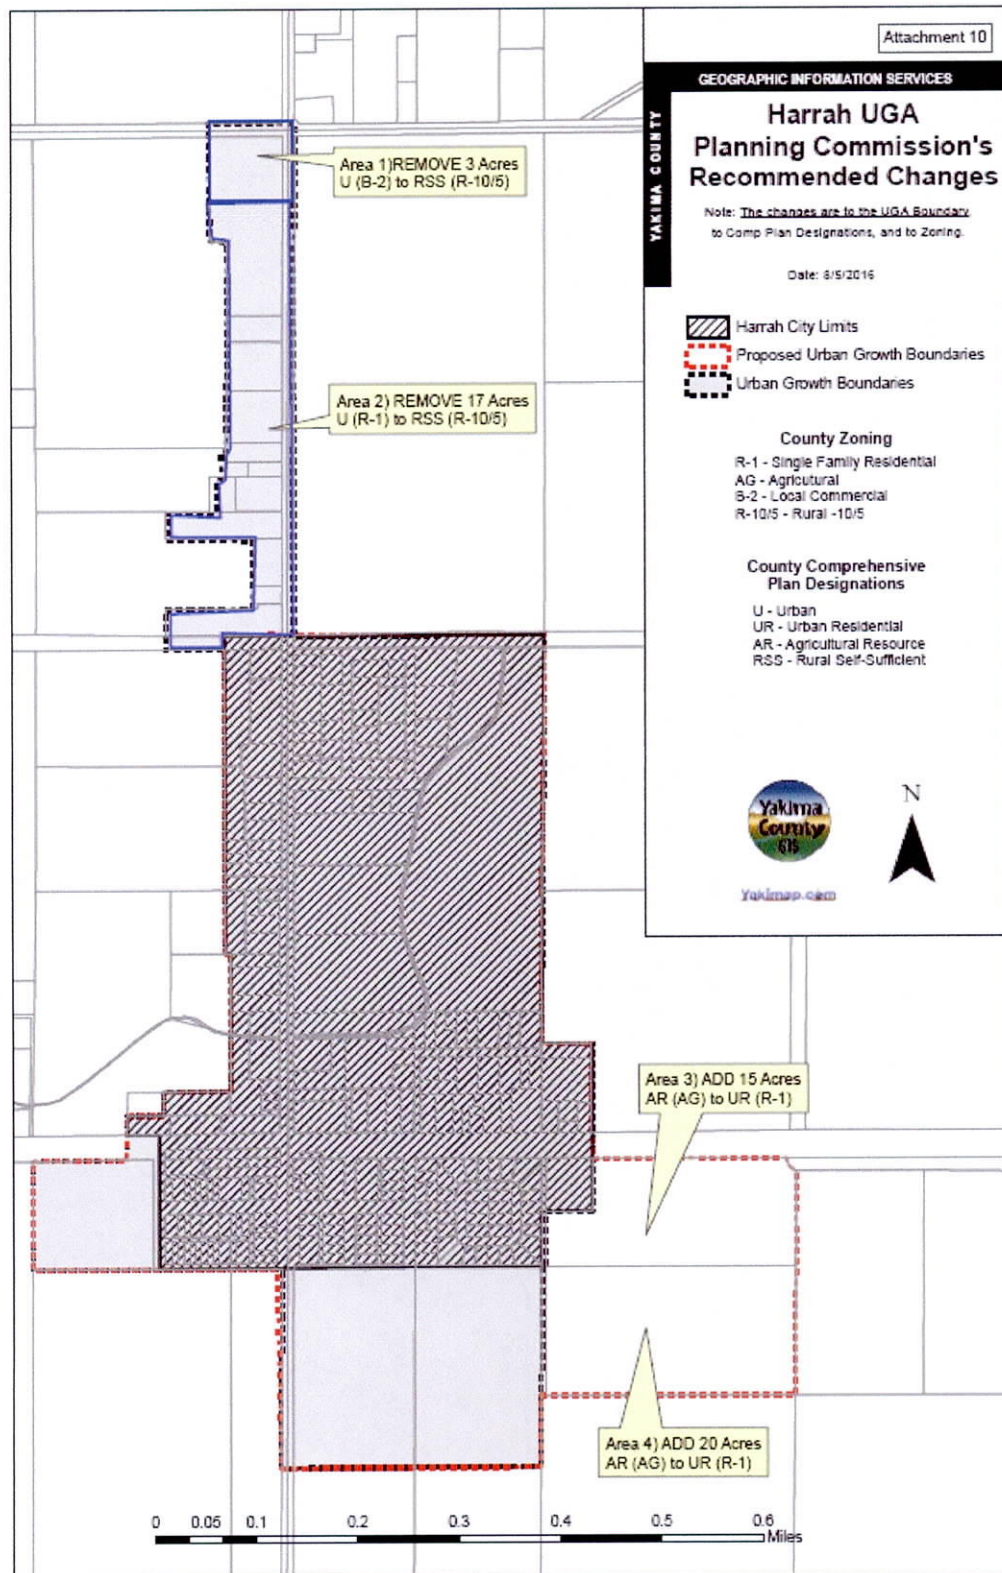 Attachment 10
GEOGRAPHIC INFORMATION SERVICES
YAKIMA COUNTY
Harrah UGA
Planning Commission's
Recommended Changes
Note: The changes are to the UGA Boundary,
to Comp Plan Designations, and to Zoning.
Date: 8/5/2016
Harrah City Limits
Proposed Urban Growth Boundaries
Urban Growth Boundaries
County Zoning
R-1 - Single Family Residential
AG - Agricutural
B-2 - Local Commercial
R-10/5 - Rural -10/5
County Comprehensive
Plan Designations
U - Urban
UR - Urban Residential
AR - Agricultural Resource
RSS - Rural Self-Sufficient
Yakima
County
GIS
Yakimap.com
N
Area 1)REMOVE 3 Acres
U (B-2) to RSS (R-10/5)
Area 2) REMOVE 17 Acres
U (R-1) to RSS (R-10/5)
Area 3) ADD 15 Acres
AR (AG) to UR (R-1)
Area 4) ADD 20 Acres
AR (AG) to UR (R-1)
0 0.05 0.1 0.2 0.3 0.4 0.5 0.6
Miles